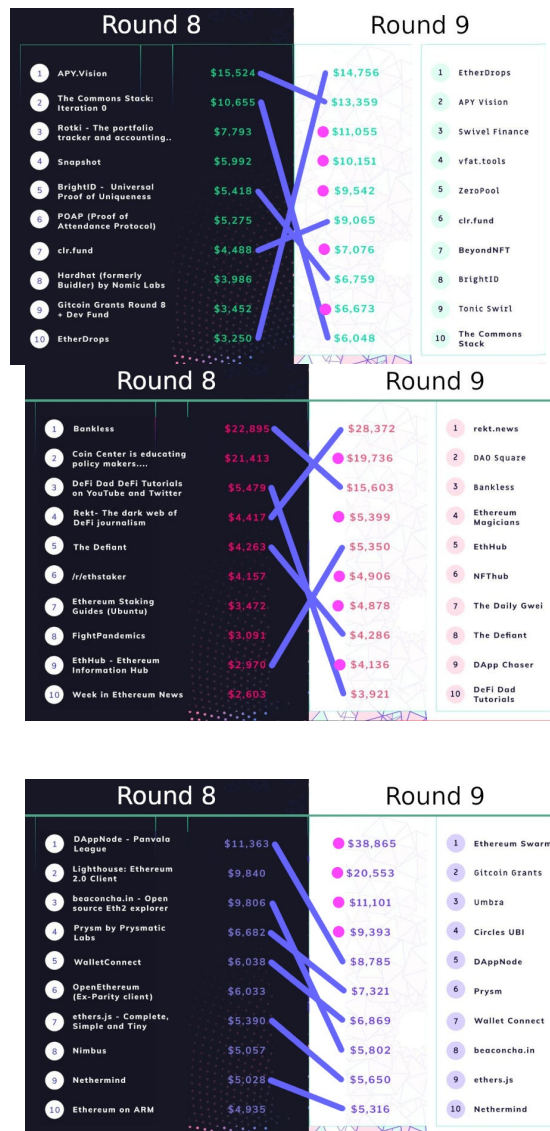 Round 8
Round 9
1 APY.Vision $15,524
2 The Commons Stack:
Iteration 0 $10,655
3 Rotki - The portfolio
tracker and accounting.. $7,793
4 Snapshot $5,992
5 BrightID - Universal
Proof of Uniqueness $5,418
6 POAP (Proof of
Attendance Protocol) $5,275
7 clr.fund $4,488
8 Hardhat (formerly
Buidler) by Nomic Labs $3,986
9 Gitcoin Grants Round 8
+ Dev Fund $3,452
10 EtherDrops $3,250
$14,756 1 EtherDrops
$13,359 2 APY Vision
$11,055 3 Swivel Finance
$10,151 4 vfat.tools
$9,542 5 ZeroPool
$9,065 6 clr.fund
$7,076 7 BeyondNFT
$6,759 8 BrightID
$6,673 9 Tonic Swirl
$6,048 10 The Commons
Stack
Round 8
Round 9
1 Bankless $22,895
2 Coin Center is educating
policy makers.... $21,413
3 DeFi Dad DeFi Tutorials
on YouTube and Twitter $5,479
4 Rekt- The dark web of
DeFi journalism $4,417
5 The Defiant $4,263
6 /r/ethstaker $4,157
7 Ethereum Staking
Guides (Ubuntu) $3,472
8 FightPandemics $3,091
9 EthHub - Ethereum
Information Hub $2,970
10 Week in Ethereum News $2,603
$28,372 1 rekt.news
$19,736 2 DAO Square
$15,603 3 Bankless
$5,399 4 Ethereum
Magicians
$5,350 5 EthHub
$4,906 6 NFThub
$4,878 7 The Daily Gwei
$4,286 8 The Defiant
$4,136 9 DApp Chaser
$3,921 10 DeFi Dad
Tutorials
Round 8
Round 9
1 DAppNode - Panvala
League $11,363
2 Lighthouse: Ethereum
2.0 Client $9,840
3 beaconcha.in - Open
source Eth2 explorer $9,806
4 Prysm by Prysmatic
Labs $6,682
5 WalletConnect $6,038
6 OpenEthereum
(Ex-Parity client) $6,033
7 ethers.js - Complete,
Simple and Tiny $5,390
8 Nimbus $5,057
9 Nethermind $5,028
10 Ethereum on ARM $4,935
$38,865 1 Ethereum Swarm
$20,553 2 Gitcoin Grants
$11,101 3 Umbra
$9,393 4 Circles UBI
$8,785 5 DAppNode
$7,321 6 Prysm
$6,869 7 Wallet Connect
$5,802 8 beaconcha.in
$5,650 9 ethers.js
$5,316 10 Nethermind